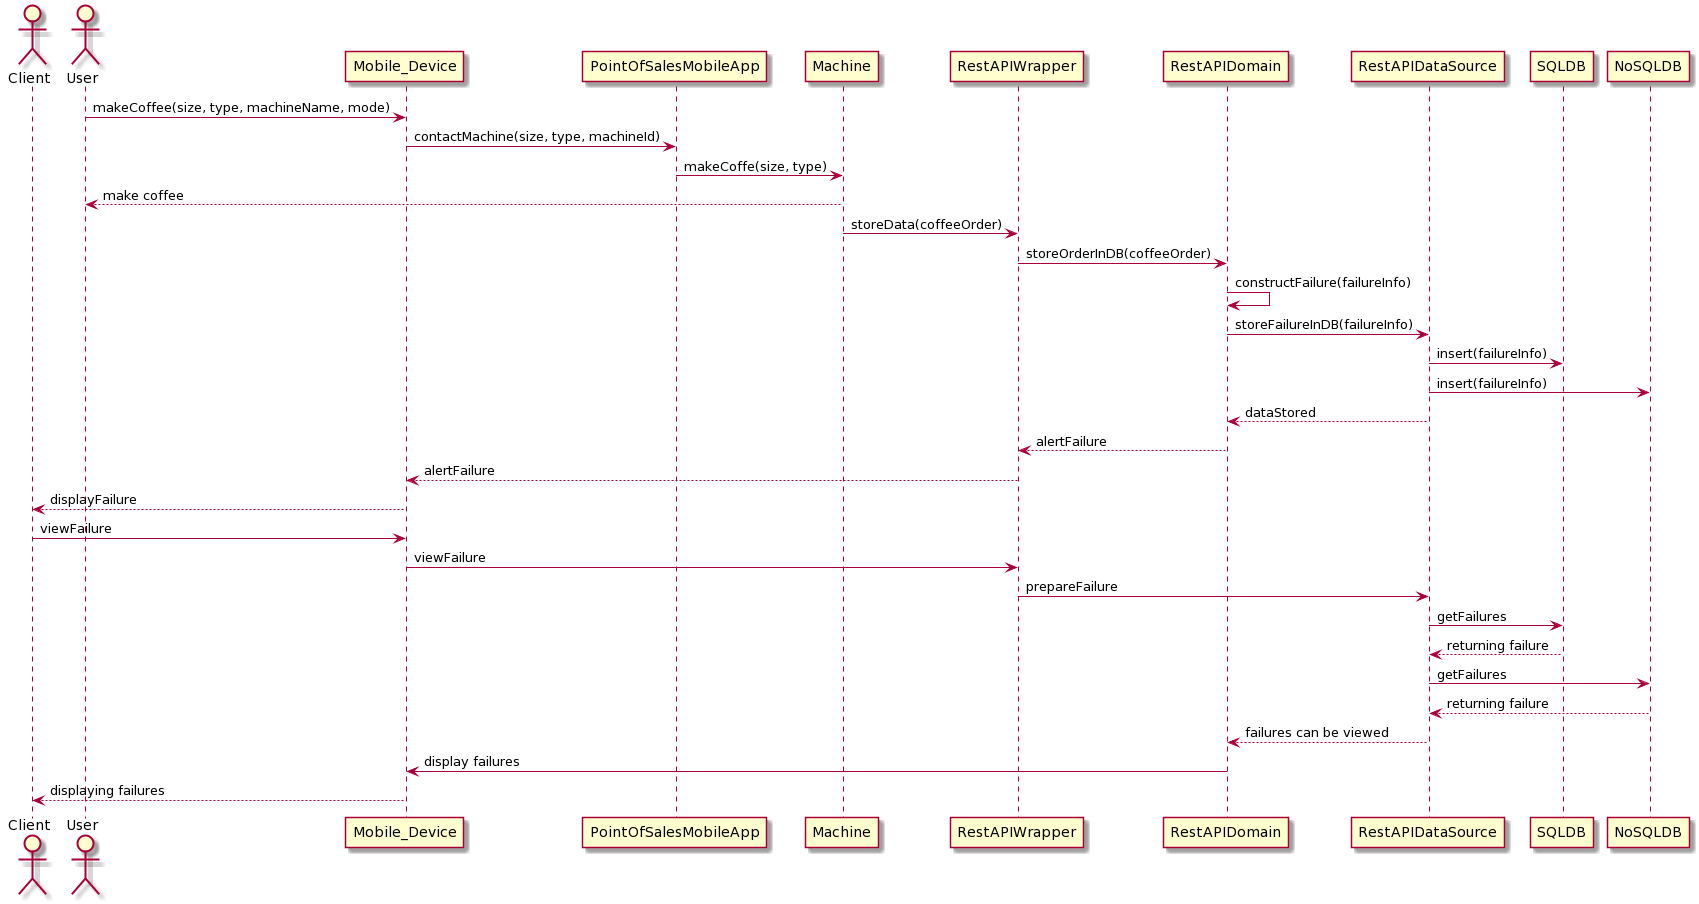 Client
User
Mobile_Device
PointOfSalesMobileApp
Machine
RestAPIWrapper
RestAPIDomain
RestAPIDataSource
SQLDB
NoSQLDB
makeCoffee(size, type, machineName, mode)
contactMachine(size, type, machineId)
makeCoffe(size, type)
make coffee
storeData(coffeeOrder)
storeOrderInDB(coffeeOrder)
constructFailure(failureInfo)
storeFailureInDB(failureInfo)
insert(failureInfo)
insert(failureInfo)
dataStored
alertFailure
alertFailure
displayFailure
viewFailure
viewFailure
prepareFailure
getFailures
returning failure
getFailures
returning failure
failures can be viewed
display failures
displaying failures
Client
User
Mobile_Device
PointOfSalesMobileApp
Machine
RestAPIWrapper
RestAPIDomain
RestAPIDataSource
SQLDB
NoSQLDB